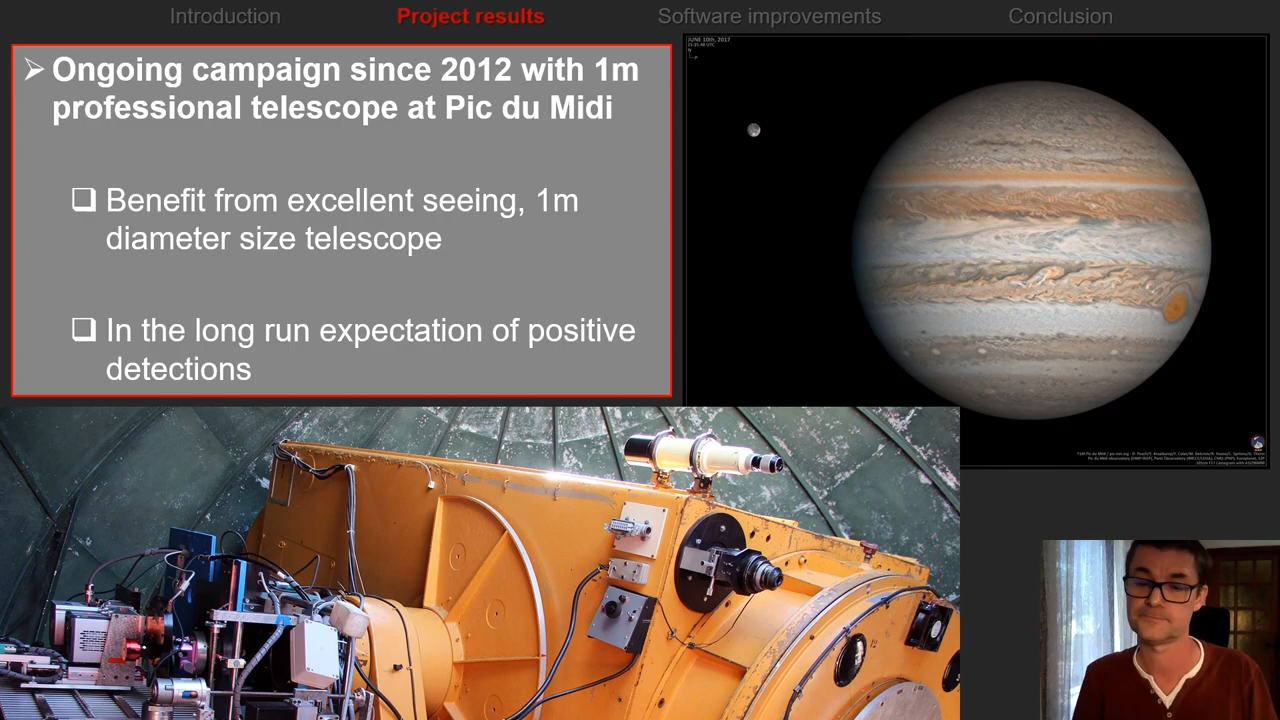 Introduction
Project results
Software improvements
Conclusion
Ongoing campaign since 2012 with 1m
professional telescope at Pic du Midi
Benefit from excellent seeing, 1m
diameter size telescope
In the long run expectation of positive
detections
JUNE 10th, 2017